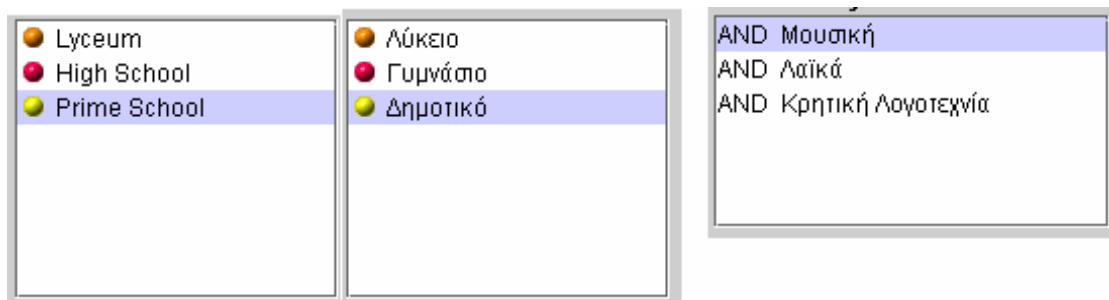 Lyceum
High School
Prime School
Λύκειο
Γυμνάσιο
Δημοτικό
AND Μουσική
AND Λαϊκά
AND Κρητική Λογοτεχνία